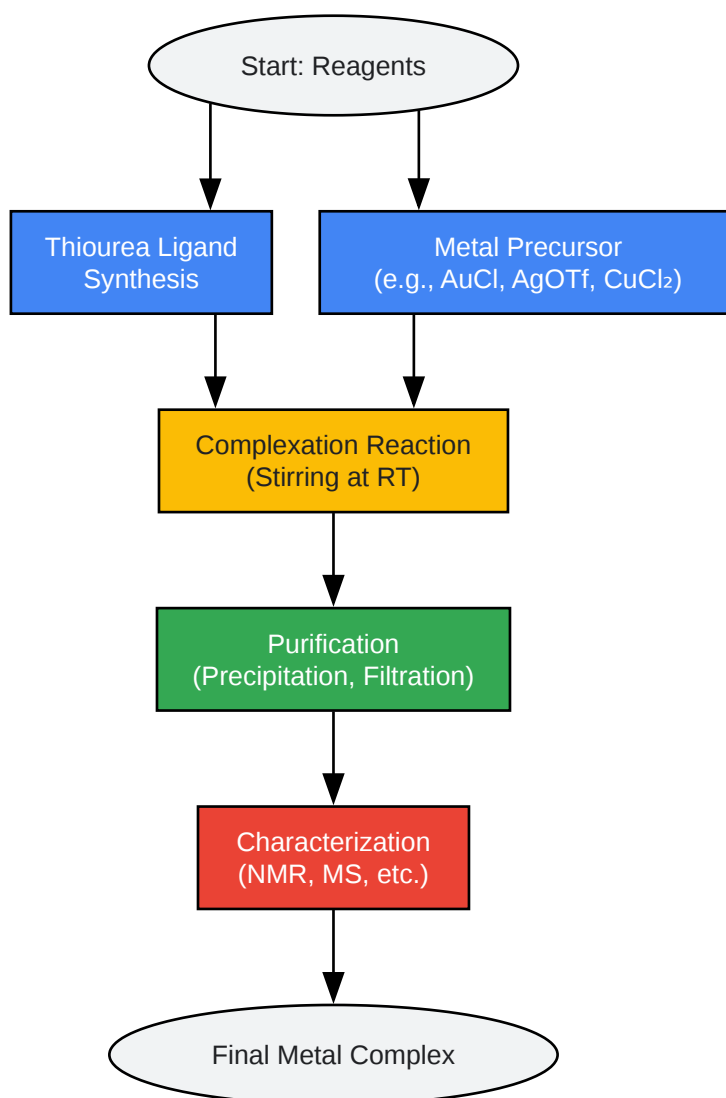 Start: Reagents
Thiourea Ligand
Synthesis
Metal Precursor
(e.g., AuCl, AgOTf, CuCl₂)
Complexation Reaction
(Stirring at RT)
Purification
(Precipitation, Filtration)
Characterization
(NMR, MS, etc.)
Final Metal Complex